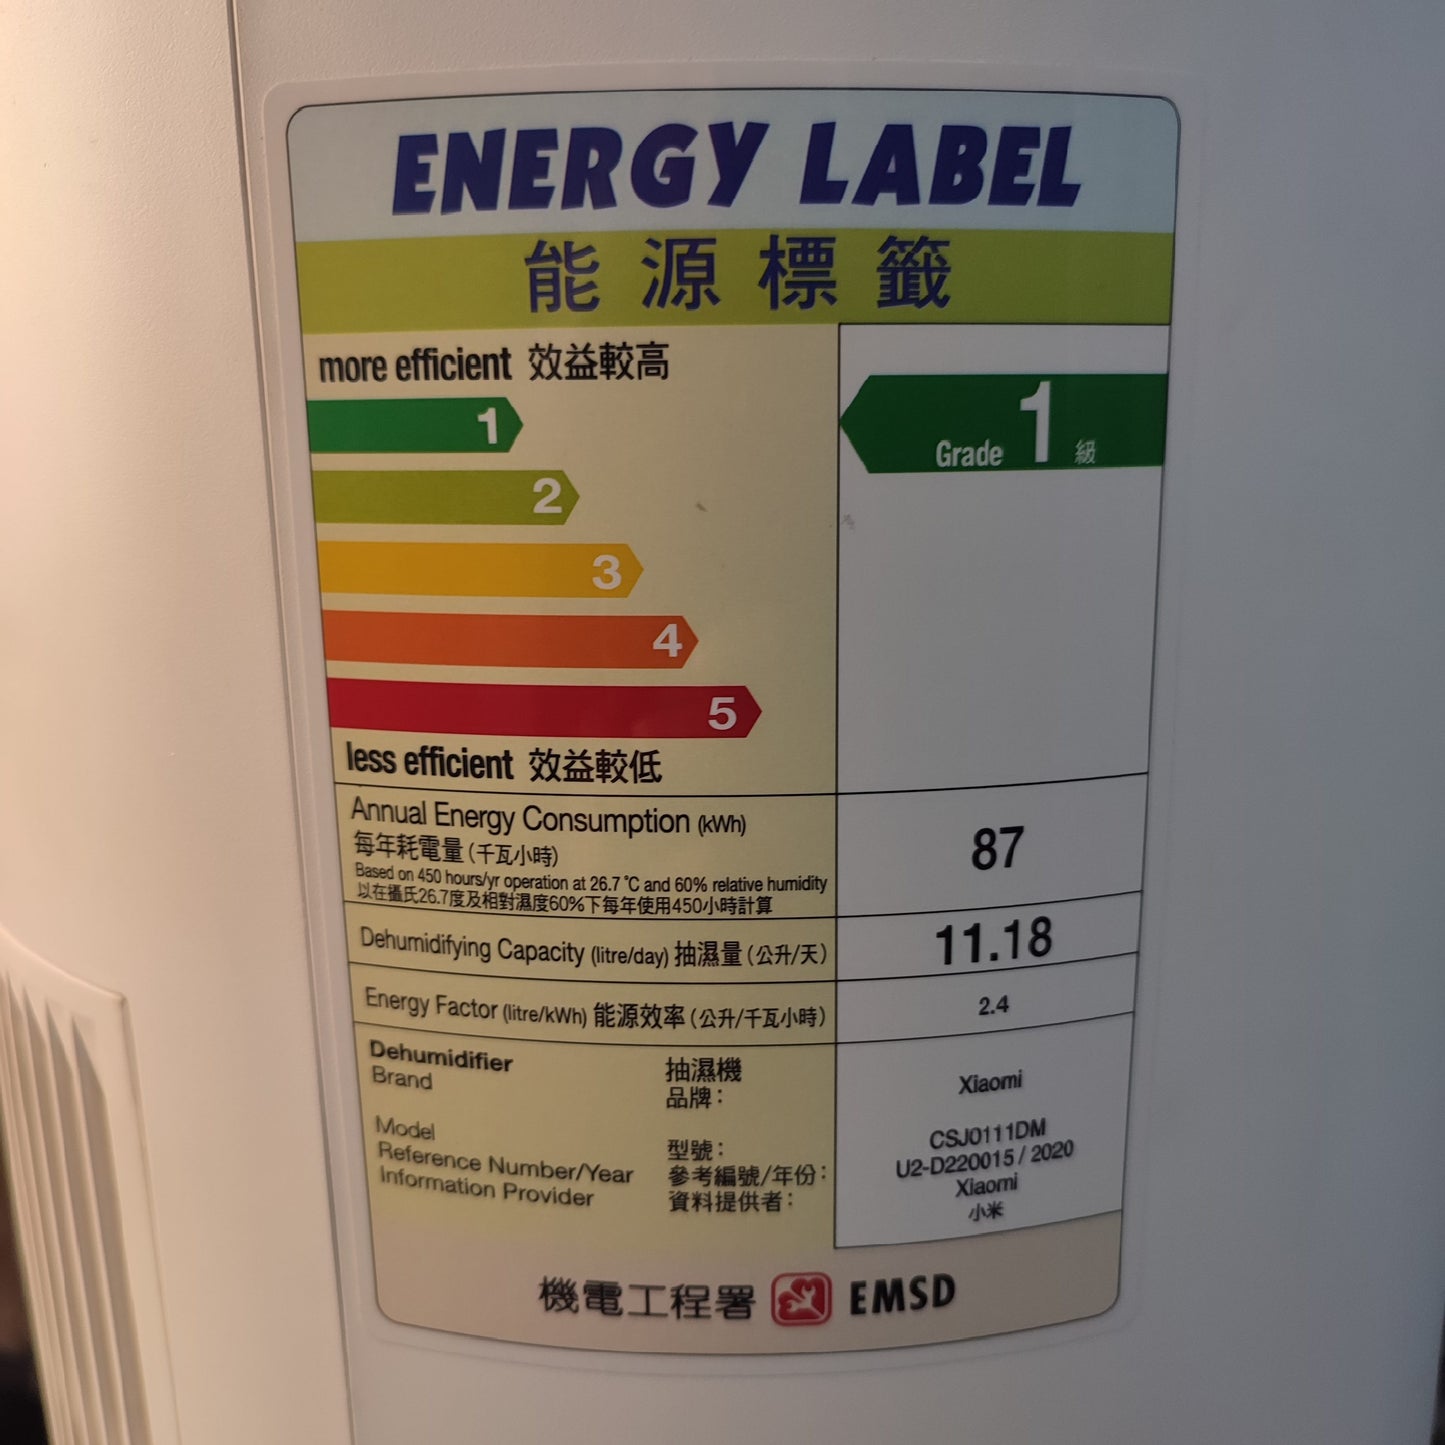 ENERGY LABEL
能源標籤
more efficient 效益較高
1
Grade 1 級
2
3
4
5
less efficient 效益較低
Annual Energy Consumption (kWh)
每年耗電量(千瓦小時)
Based on 450 hours/yr operation at 26.7 °C and 60% relative humidity
以在攝氏26.7度及相對濕度60%下每年使用450小時計算
87
Dehumidifying Capacity (litre/day) 抽濕量(公升/天)
11.18
Energy Factor (litre/kWh) 能源效率(公升/千瓦小時)
2.4
Dehumidifier 抽濕機
Brand 品牌: Xiaomi
Model 型號: CSJ0111DM
Reference Number/Year 參考編號/年份: U2-D220015 / 2020
Information Provider 資料提供者: Xiaomi
小米
機電工程署 EMSD